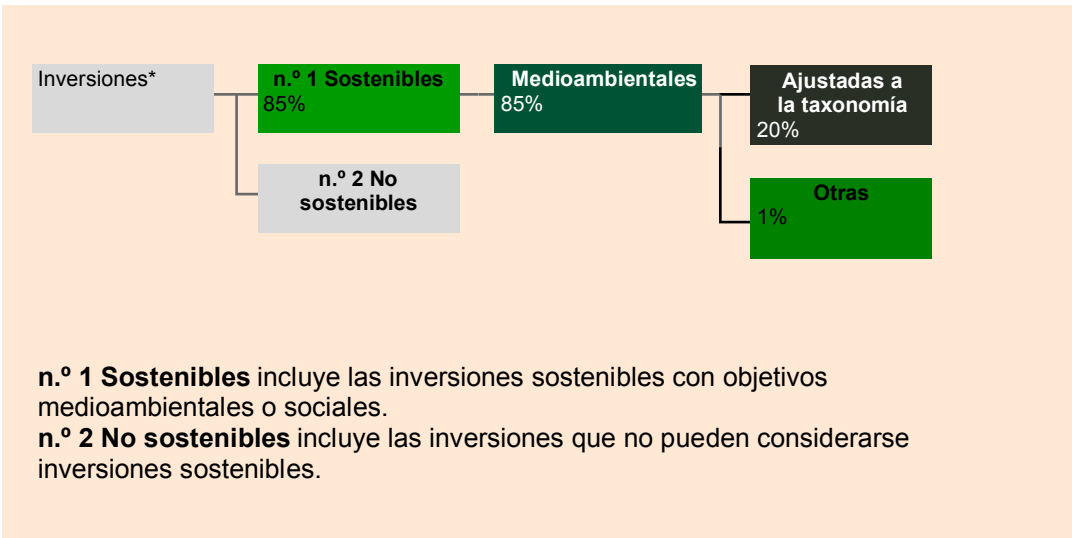 Inversiones*
n.º 1 Sostenibles
85%
Medioambientales
85%
Ajustadas a
la taxonomía
20%
n.º 2 No
sostenibles
Otras
1%
n.º 1 Sostenibles incluye las inversiones sostenibles con objetivos
medioambientales o sociales.
n.º 2 No sostenibles incluye las inversiones que no pueden considerarse
inversiones sostenibles.